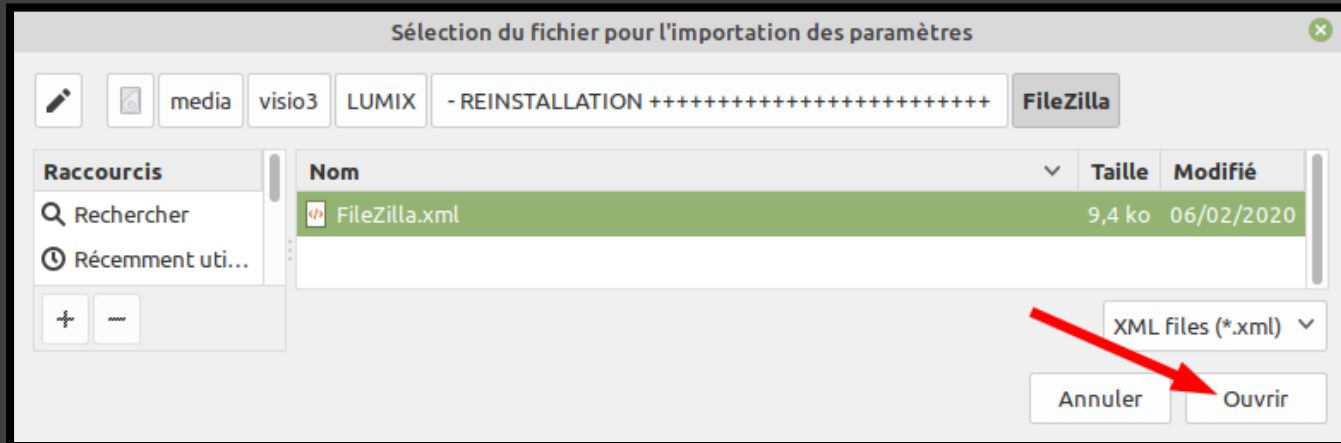 Sélection du fichier pour l'importation des paramètres
media visio3 LUMIX - REINSTALLATION +++++++++++++++++++++++++ FileZilla
Raccourcis
Rechercher
Récemment uti...
Nom Taille Modifié
FileZilla.xml 9,4 ko 06/02/2020
XML files (*.xml)
Annuler Ouvrir